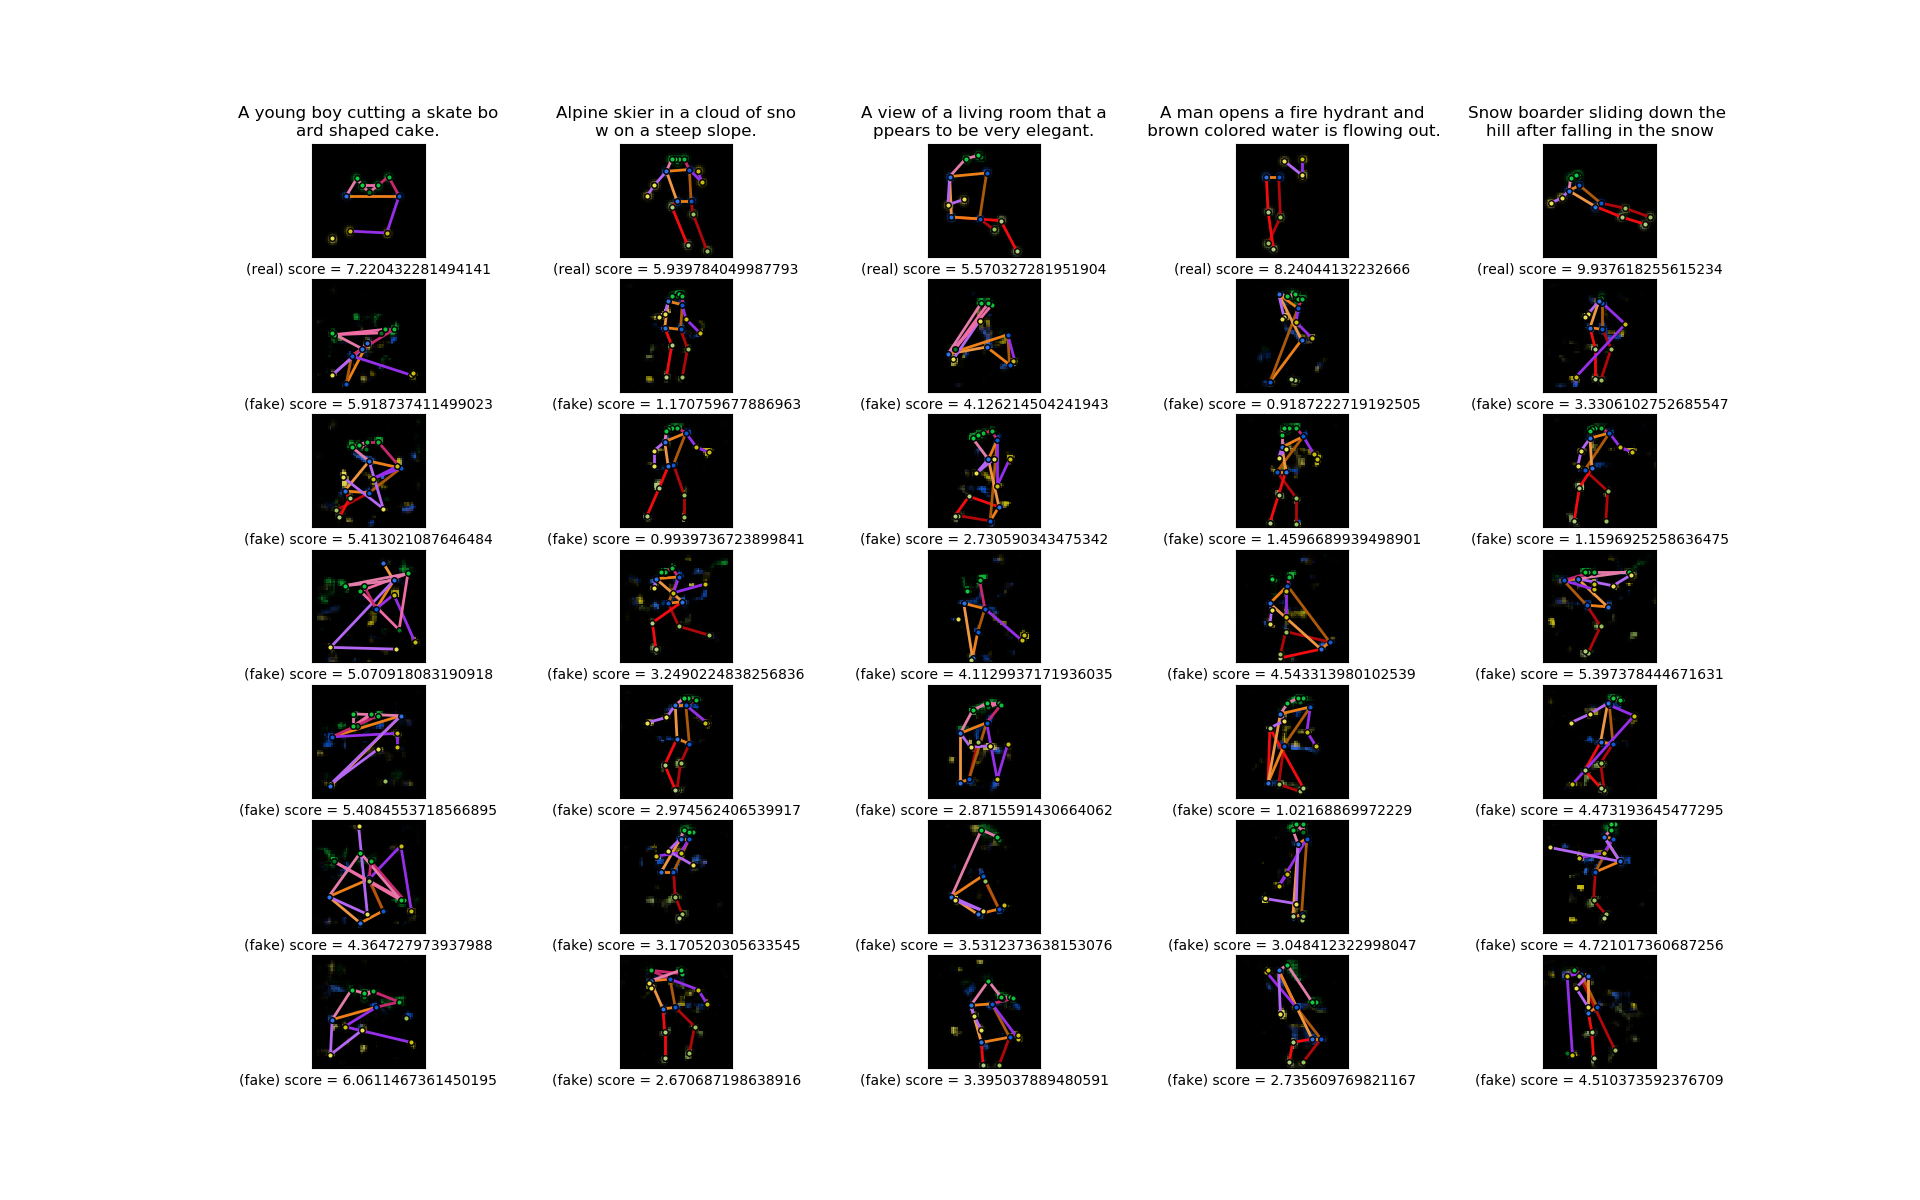 A young boy cutting a skate bo
ard shaped cake.
Alpine skier in a cloud of sno
w on a steep slope.
A view of a living room that a
ppears to be very elegant.
A man opens a fire hydrant and
brown colored water is flowing out.
Snow boarder sliding down the
hill after falling in the snow
(real) score = 7.220432281494141
(real) score = 5.939784049987793
(real) score = 5.570327281951904
(real) score = 8.24044132232666
(real) score = 9.937618255615234
(fake) score = 5.918737411499023
(fake) score = 1.170759677886963
(fake) score = 4.126214504241943
(fake) score = 0.9187222719192505
(fake) score = 3.3306102752685547
(fake) score = 5.413021087646484
(fake) score = 0.9939736723899841
(fake) score = 2.730590343475342
(fake) score = 1.4596689939498901
(fake) score = 1.1596925258636475
(fake) score = 5.070918083190918
(fake) score = 3.2490224838256836
(fake) score = 4.1129937171936035
(fake) score = 4.543313980102539
(fake) score = 5.397378444671631
(fake) score = 5.4084553718566895
(fake) score = 2.974562406539917
(fake) score = 2.8715591430664062
(fake) score = 1.02168869972229
(fake) score = 4.473193645477295
(fake) score = 4.364727973937988
(fake) score = 3.170520305633545
(fake) score = 3.5312373638153076
(fake) score = 3.048412322998047
(fake) score = 4.721017360687256
(fake) score = 6.0611467361450195
(fake) score = 2.670687198638916
(fake) score = 3.395037889480591
(fake) score = 2.735609769821167
(fake) score = 4.510373592376709